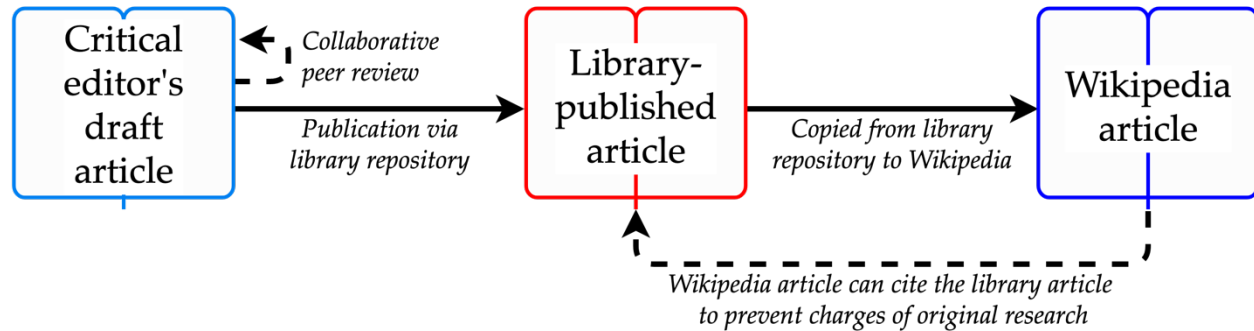 Critical
editor's
draft
article
Collaborative
peer review
Publication via
library repository
Library-
published
article
Copied from library
repository to Wikipedia
Wikipedia
article
Wikipedia article can cite the library article
to prevent charges of original research